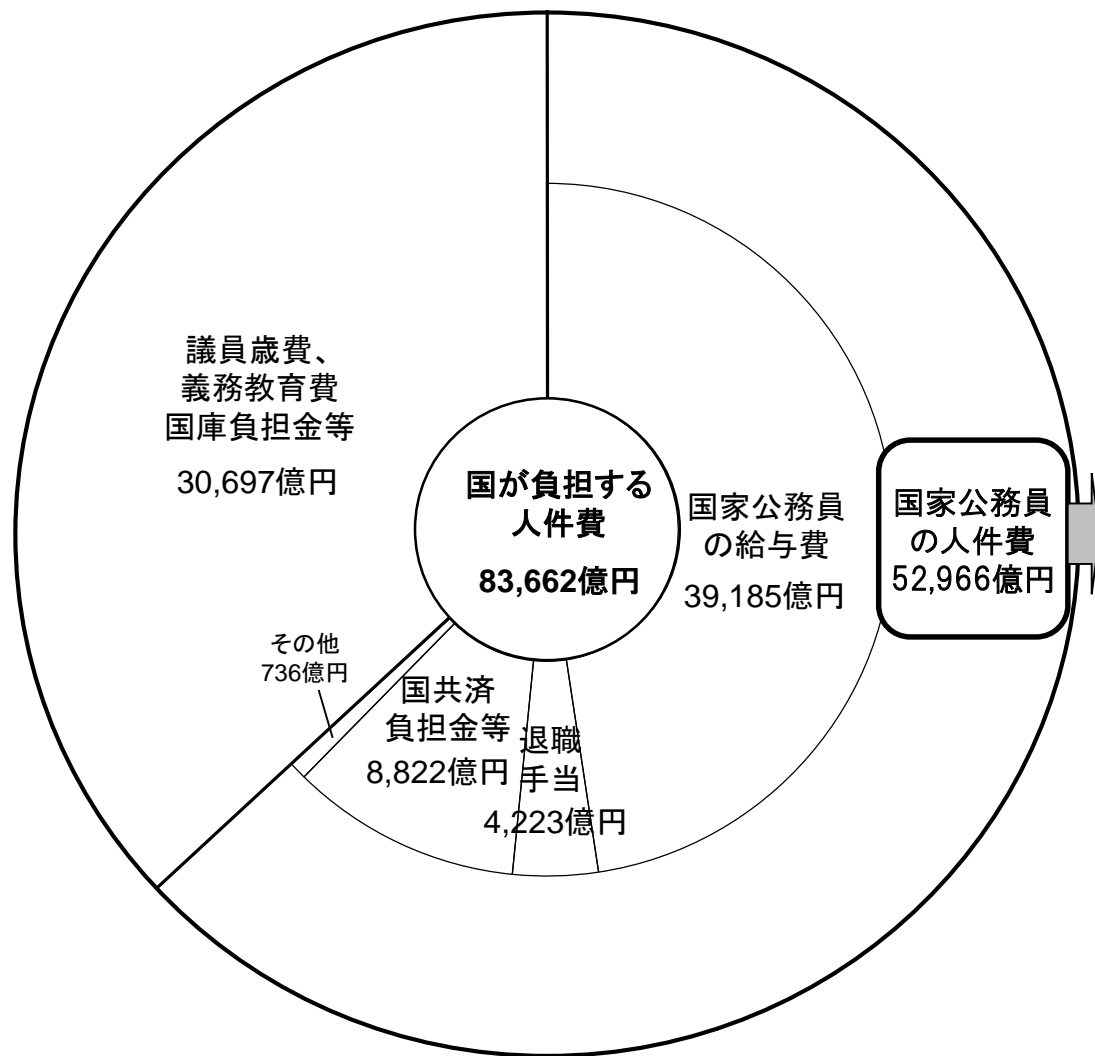 議員歳費、
義務教育費
国庫負担金等
30,697億円
国が負担する
人件費
83,662億円
国家公務員
の給与費
39,185億円
国家公務員
の人件費
52,966億円
その他
736億円
国共済
負担金等
8,822億円
退職
手当
4,223億円